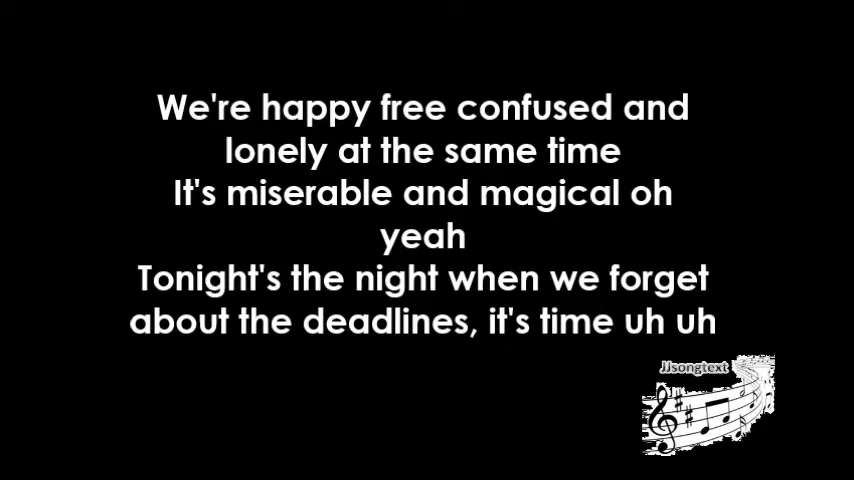 We're happy free confused and
lonely at the same time
It's miserable and magical oh
yeah
Tonight's the night when we forget
about the deadlines, it's time uh uh
JJsongtext